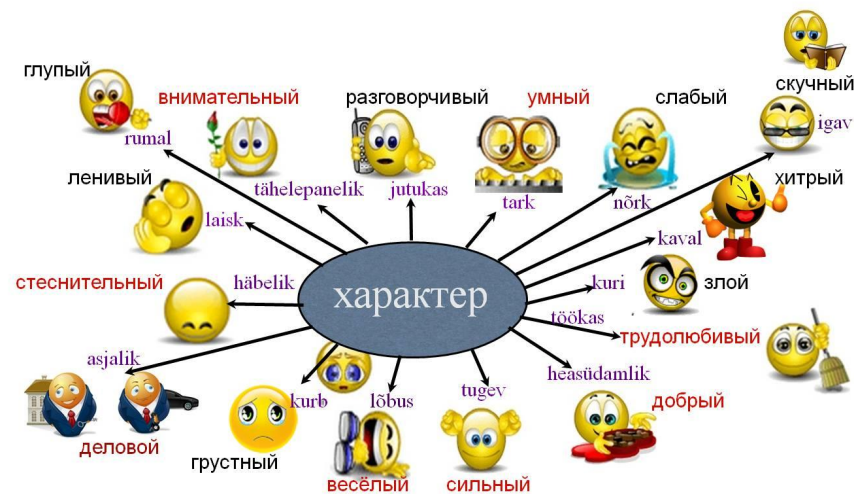 глупый
внимательный
разговорчивый
умный
слабый
скучный
rumal
igav
ленивый
tähelepanelik
jutukas
tark
nõrk
хитрый
laisk
kaval
стеснительный
häbelik
характер
kuri
злой
töökas
трудолюбивый
asjalik
heasüdamlik
kurb
lõbus
tugev
добрый
деловой
грустный
весёлый
сильный